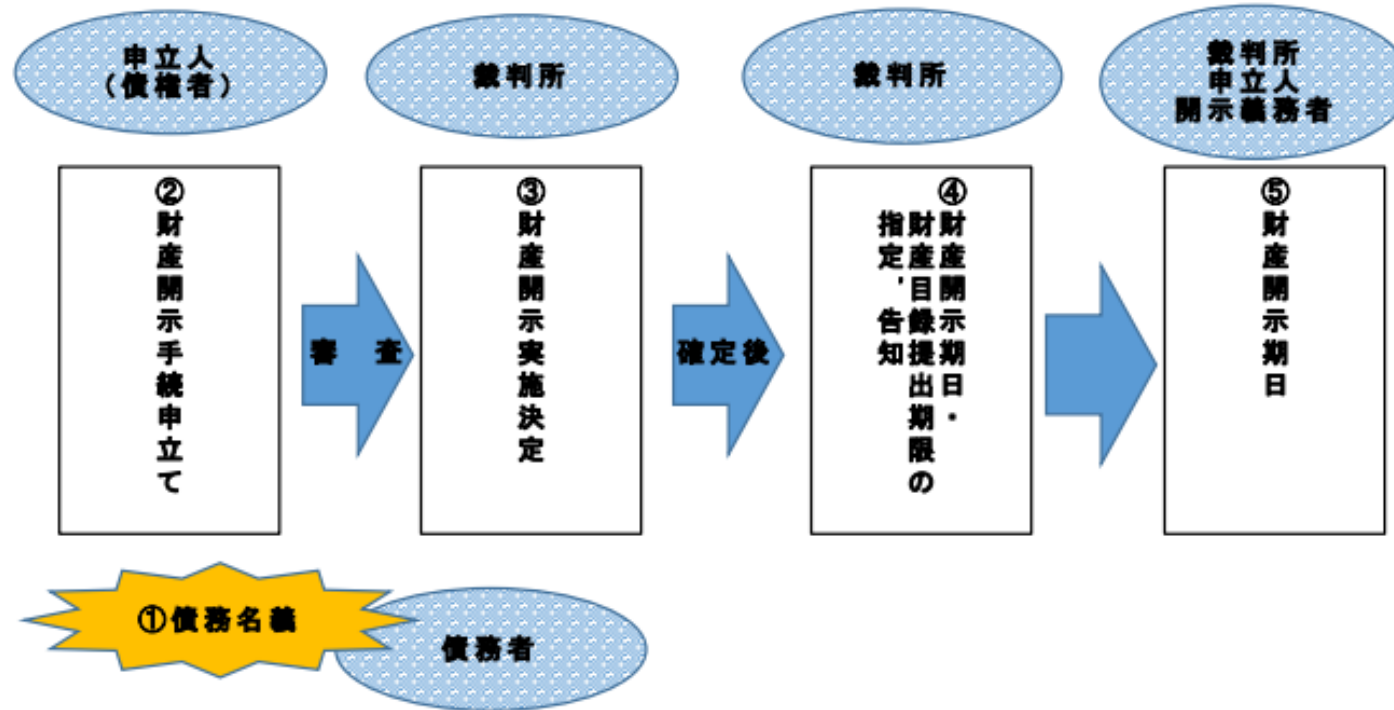 申立人
（債権者）
裁判所
裁判所
裁判所
申立人
開示義務者
②財産開示手続申立て
審　査
③財産開示実施決定
確定後
④財産開示期日・
財産目録提出期限の
指定，告知
⑤財産開示期日
①債務名義
債務者